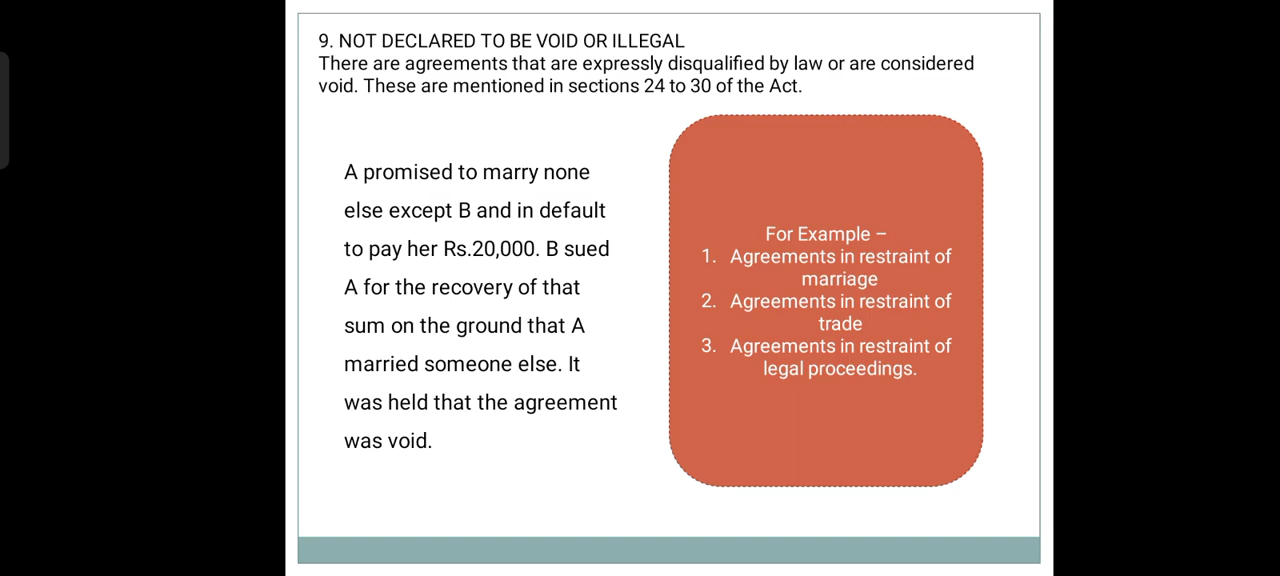 9. NOT DECLARED TO BE VOID OR ILLEGAL
There are agreements that are expressly disqualified by law or are considered
void. These are mentioned in sections 24 to 30 of the Act.
A promised to marry none
else except B and in default
to pay her Rs.20,000. B sued
A for the recovery of that
sum on the ground that A
married someone else. It
was held that the agreement
was void.
For Example –
1. Agreements in restraint of
marriage
2. Agreements in restraint of
trade
3. Agreements in restraint of
legal proceedings.